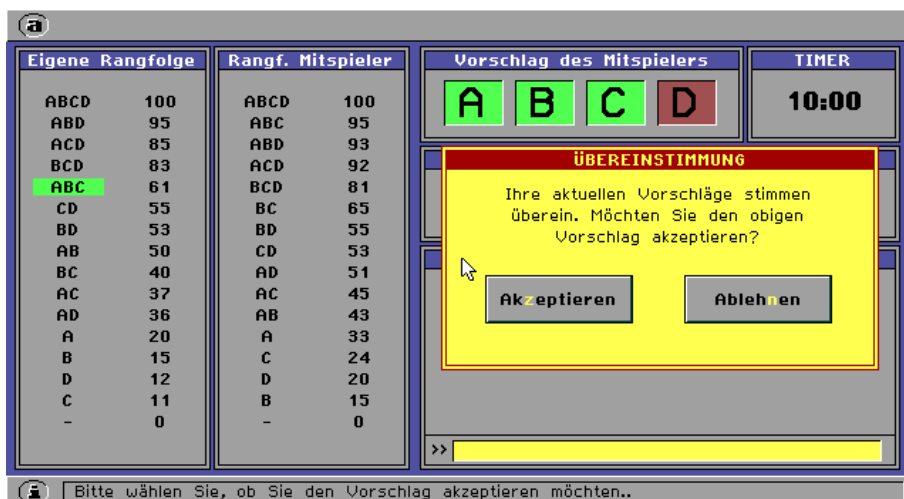 a
Eigene Rangfolge
ABCD 100
ABD 95
ACD 85
BCD 83
ABC 61
CD 55
BD 53
AB 50
BC 40
AC 37
AD 36
A 20
B 15
D 12
C 11
- 0
Rangf. Mitspieler
ABCD 100
ABC 95
ABD 93
ACD 92
BCD 81
BC 65
BD 55
CD 53
AD 51
AC 45
AB 43
A 33
C 24
D 20
B 15
- 0
Vorschlag des Mitspielers
A B C D
TIMER
10:00
ÜBEREINSTIMMUNG
Ihre aktuellen Vorschläge stimmen
überein. Möchten Sie den obigen
Vorschlag akzeptieren?
Akzeptieren
Ablehnen
>>
i
Bitte wählen Sie, ob Sie den Vorschlag akzeptieren möchten..